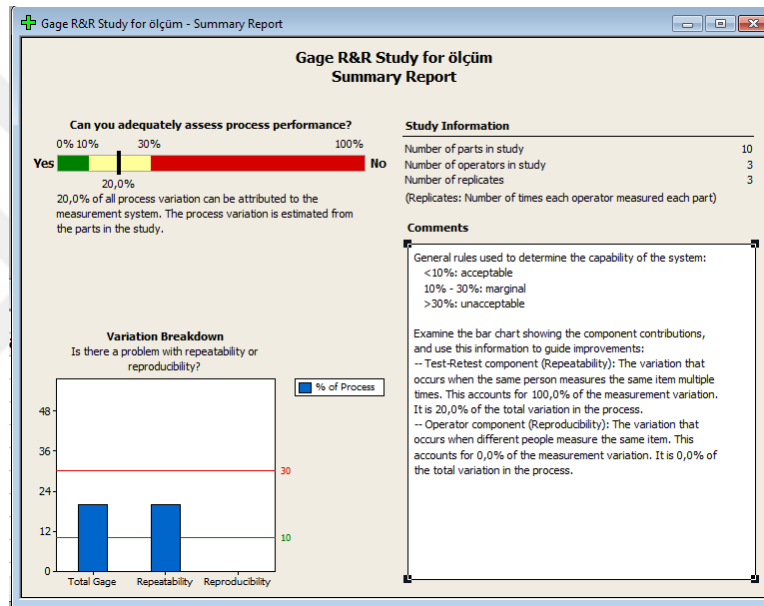 Gage R&R Study for ölçüm - Summary Report
Gage R&R Study for ölçüm
Summary Report
Can you adequately assess process performance?
0% 10% 30% 100%
Yes No
20,0%
20,0% of all process variation can be attributed to the
measurement system. The process variation is estimated from
the parts in the study.
Study Information
Number of parts in study 10
Number of operators in study 3
Number of replicates 3
(Replicates: Number of times each operator measured each part)
Comments
General rules used to determine the capability of the system:
<10%: acceptable
10% - 30%: marginal
>30%: unacceptable
Examine the bar chart showing the component contributions,
and use this information to guide improvements:
-- Test-Retest component (Repeatability): The variation that
occurs when the same person measures the same item multiple
times. This accounts for 100,0% of the measurement variation.
It is 20,0% of the total variation in the process.
-- Operator component (Reproducibility): The variation that
occurs when different people measure the same item. This
accounts for 0,0% of the measurement variation. It is 0,0% of
the total variation in the process.
Variation Breakdown
Is there a problem with repeatability or
reproducibility?
% of Process
48
36
30
24
12
10
0
Total Gage Repeatability Reproducibility